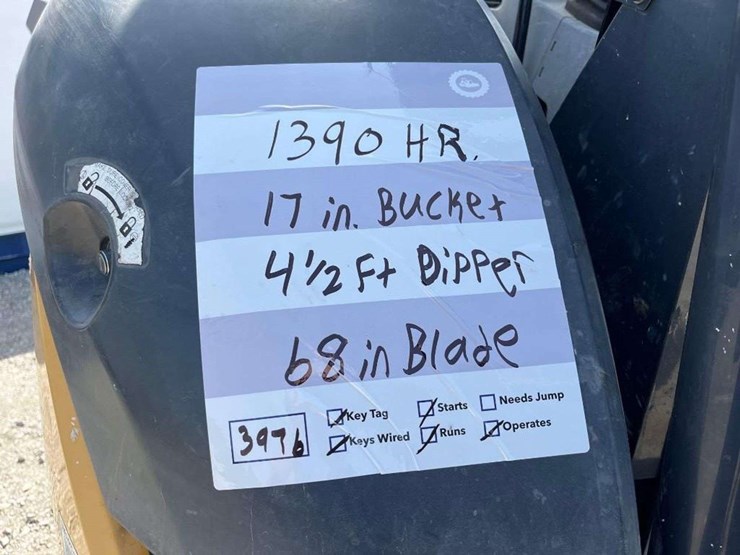 1390 HR.
17 in. Bucket
4 1/2 Ft Dipper
68 in Blade
3976
Key Tag
Starts
Needs Jump
Keys Wired
Runs
Operates